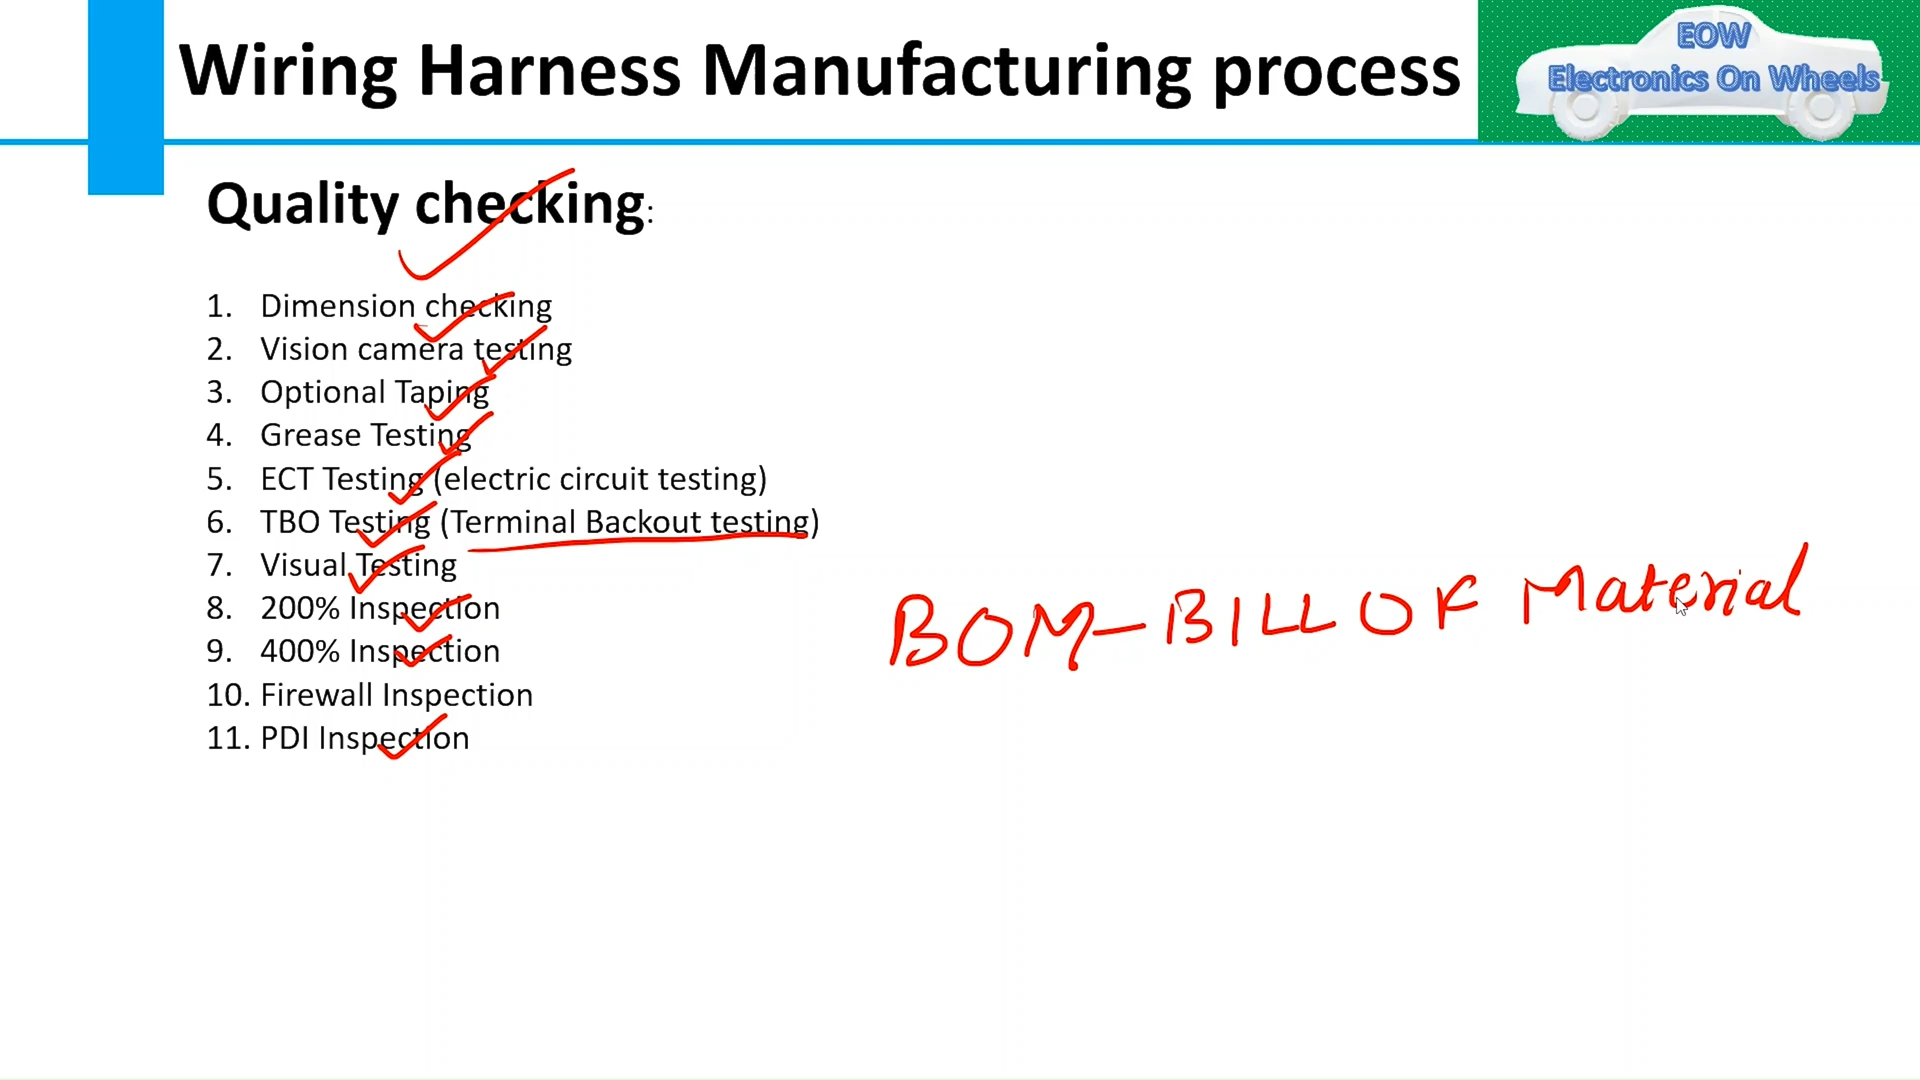 Wiring Harness Manufacturing process
EOW
Electronics On Wheels
Quality checking:
1. Dimension checking
2. Vision camera testing
3. Optional Taping
4. Grease Testing
5. ECT Testing (electric circuit testing)
6. TBO Testing (Terminal Backout testing)
7. Visual Testing
8. 200% Inspection
9. 400% Inspection
10. Firewall Inspection
11. PDI Inspection
BOM-BILL OF Material